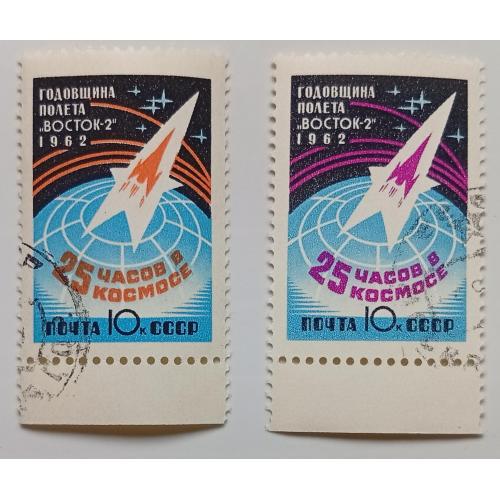 ГОДОВЩИНА
ПОЛЕТА
„ВОСТОК-2"
1962
25 ЧАСОВ В
КОСМОСЕ
ПОЧТА 10К СССР
ГОДОВЩИНА
ПОЛЕТА
„ВОСТОК-2"
1962
25 ЧАСОВ В
КОСМОСЕ
ПОЧТА 10К СССР